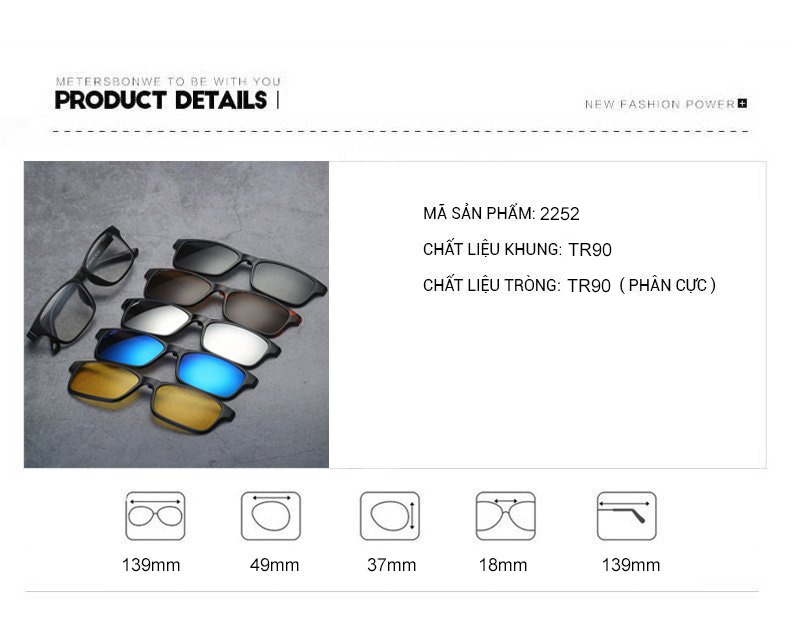 METERSBONWE TO BE WITH YOU
PRODUCT DETAILS
NEW FASHION POWER
MÃ SẢN PHẨM: 2252
CHẤT LIỆU KHUNG: TR90
CHẤT LIỆU TRÒNG: TR90 ( PHÂN CỰC )
139mm 49mm 37mm 18mm 139mm